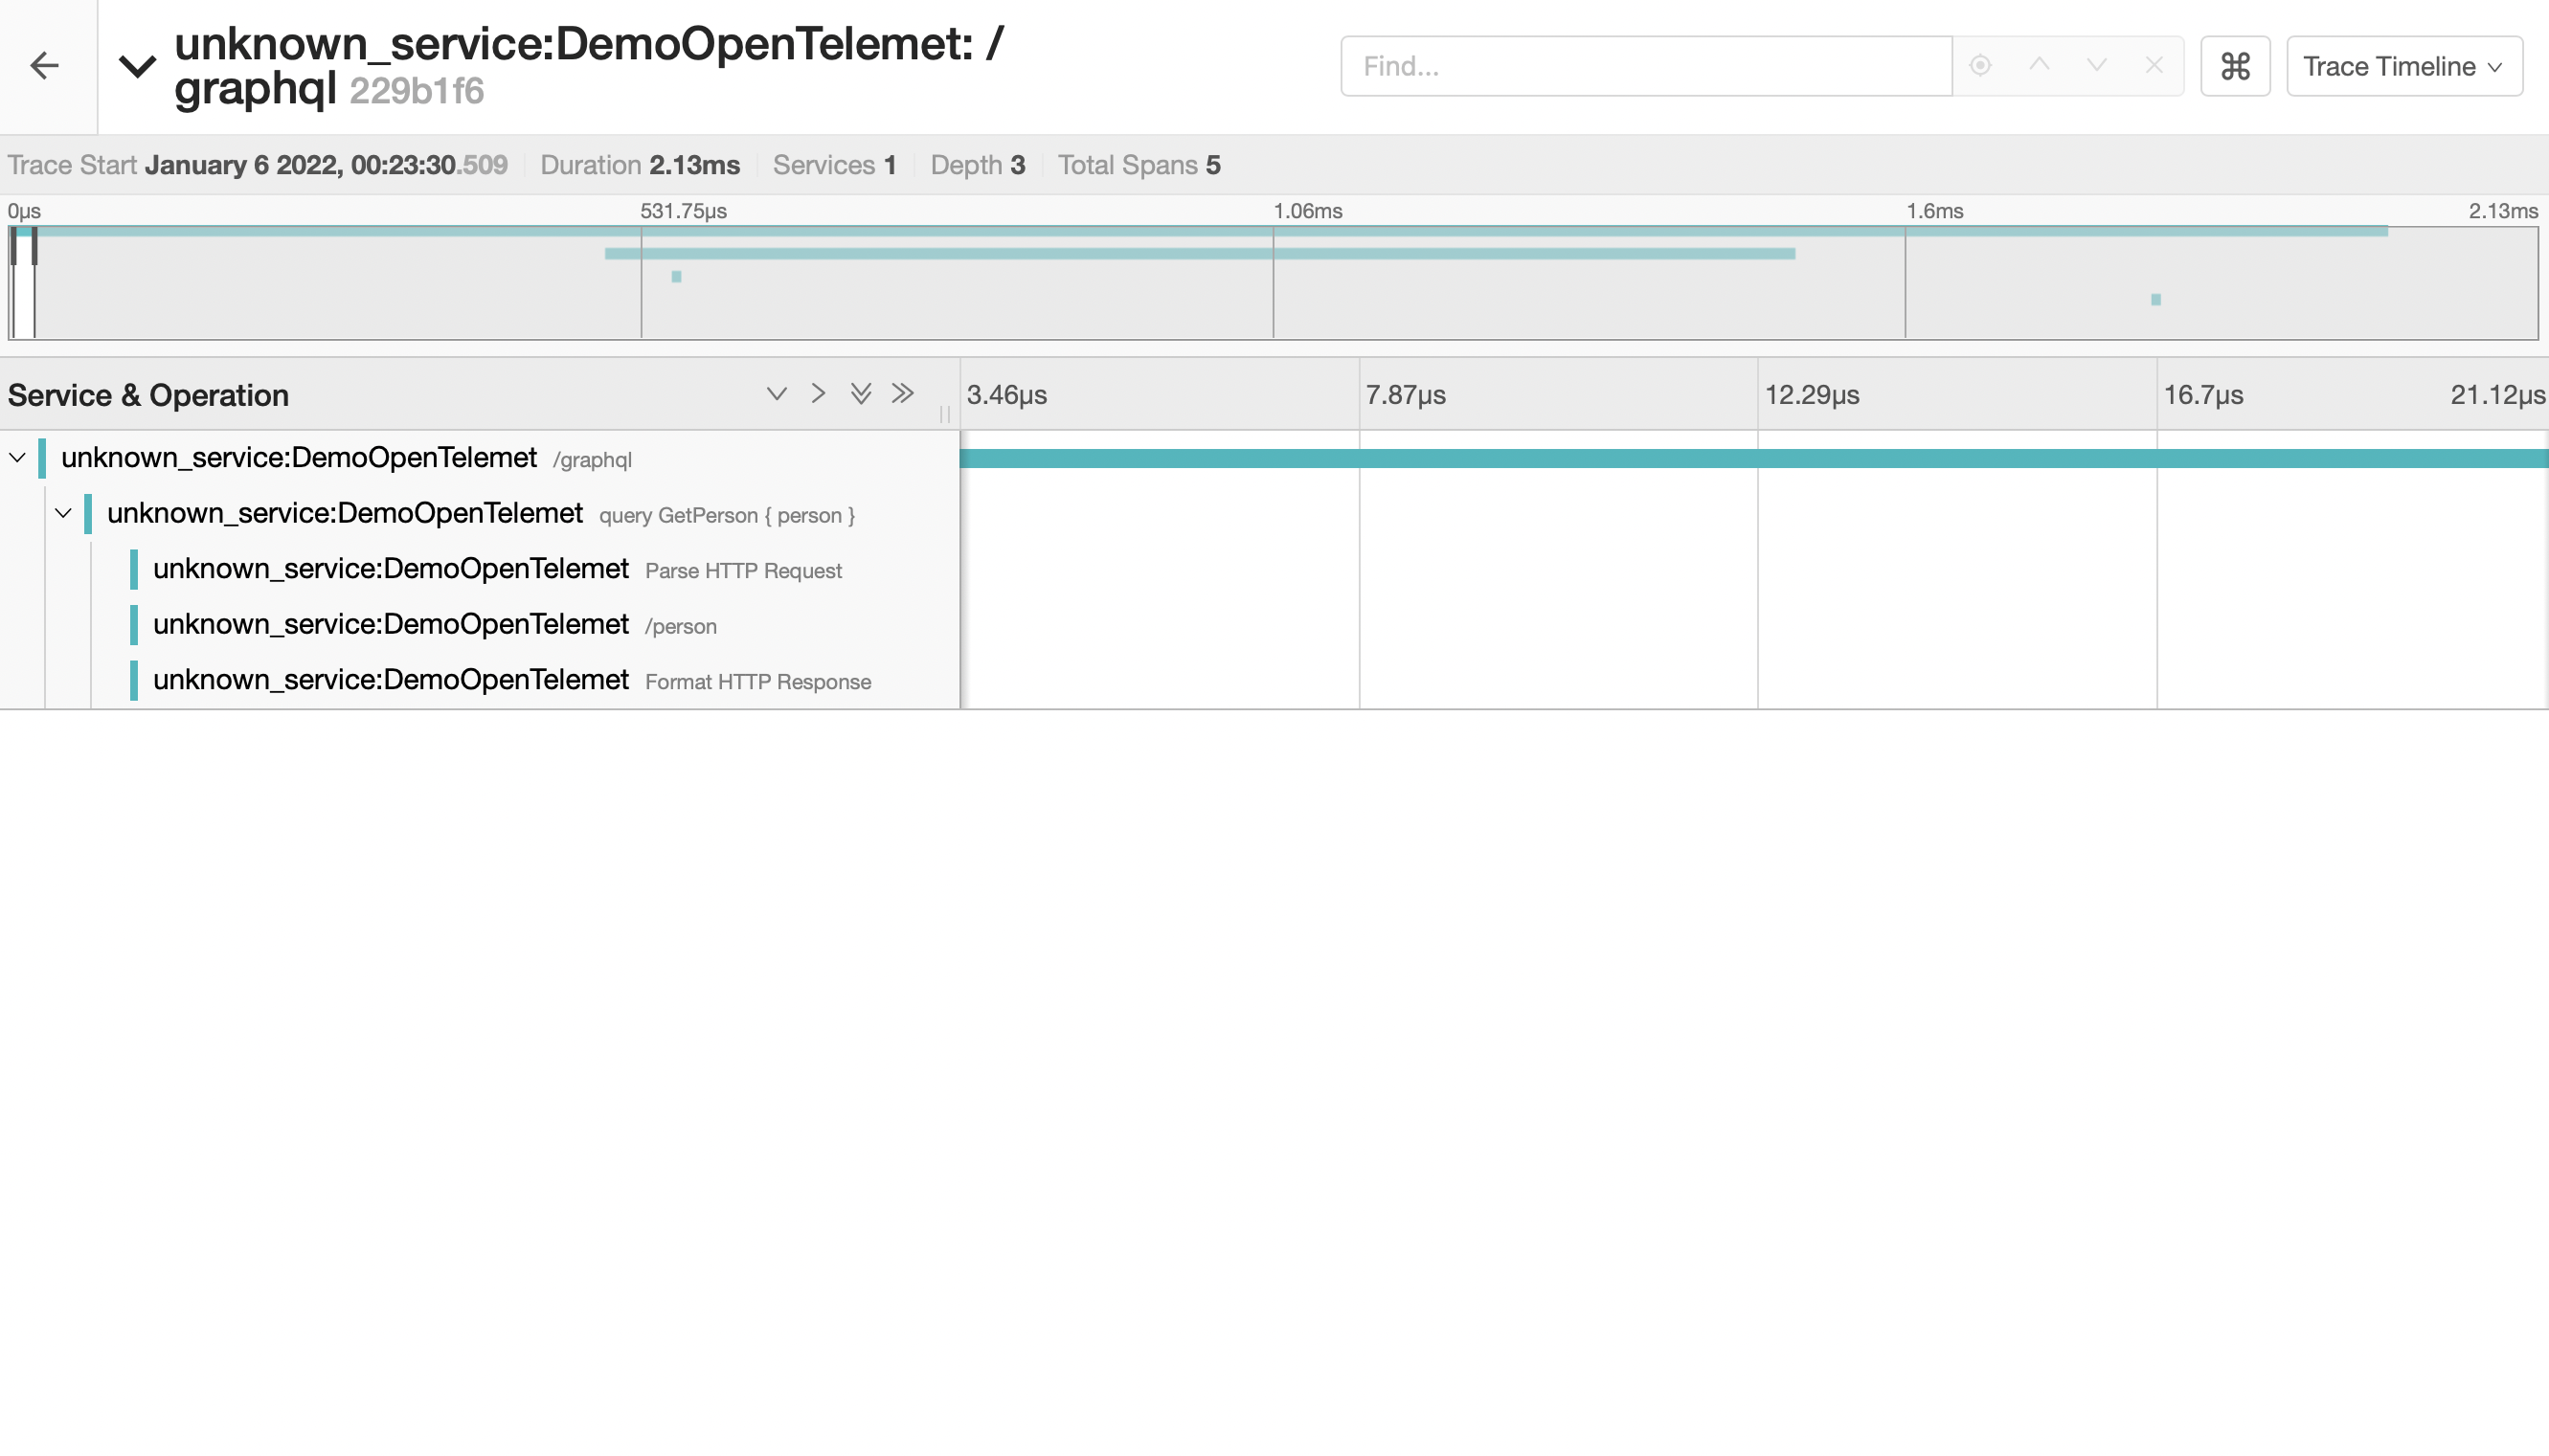 unknown_service:DemoOpenTelemet: /
graphql 229b1f6
Find...
⌘
Trace Timeline
Trace Start January 6 2022, 00:23:30.509 Duration 2.13ms Services 1 Depth 3 Total Spans 5
0μs 531.75μs 1.06ms 1.6ms 2.13ms
Service & Operation 3.46μs 7.87μs 12.29μs 16.7μs 21.12μs
unknown_service:DemoOpenTelemet /graphql
unknown_service:DemoOpenTelemet query GetPerson { person }
unknown_service:DemoOpenTelemet Parse HTTP Request
unknown_service:DemoOpenTelemet /person
unknown_service:DemoOpenTelemet Format HTTP Response